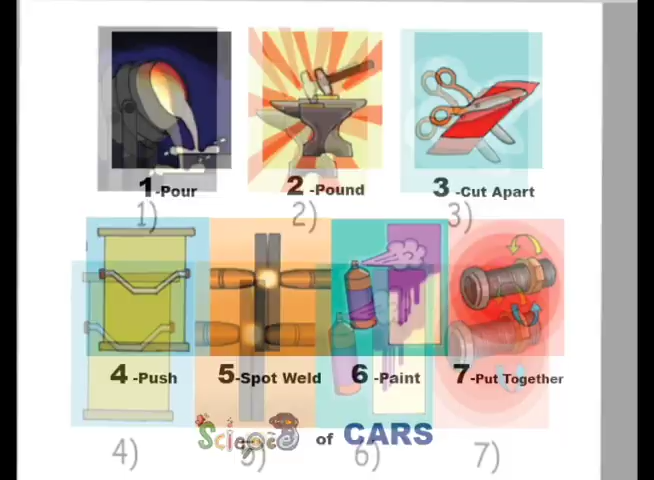 1-Pour
2 -Pound
3 -Cut Apart
1)
2)
3)
4 -Push
5-Spot Weld
6 -Paint
7-Put Together
Science of CARS
4)
5)
6)
7)